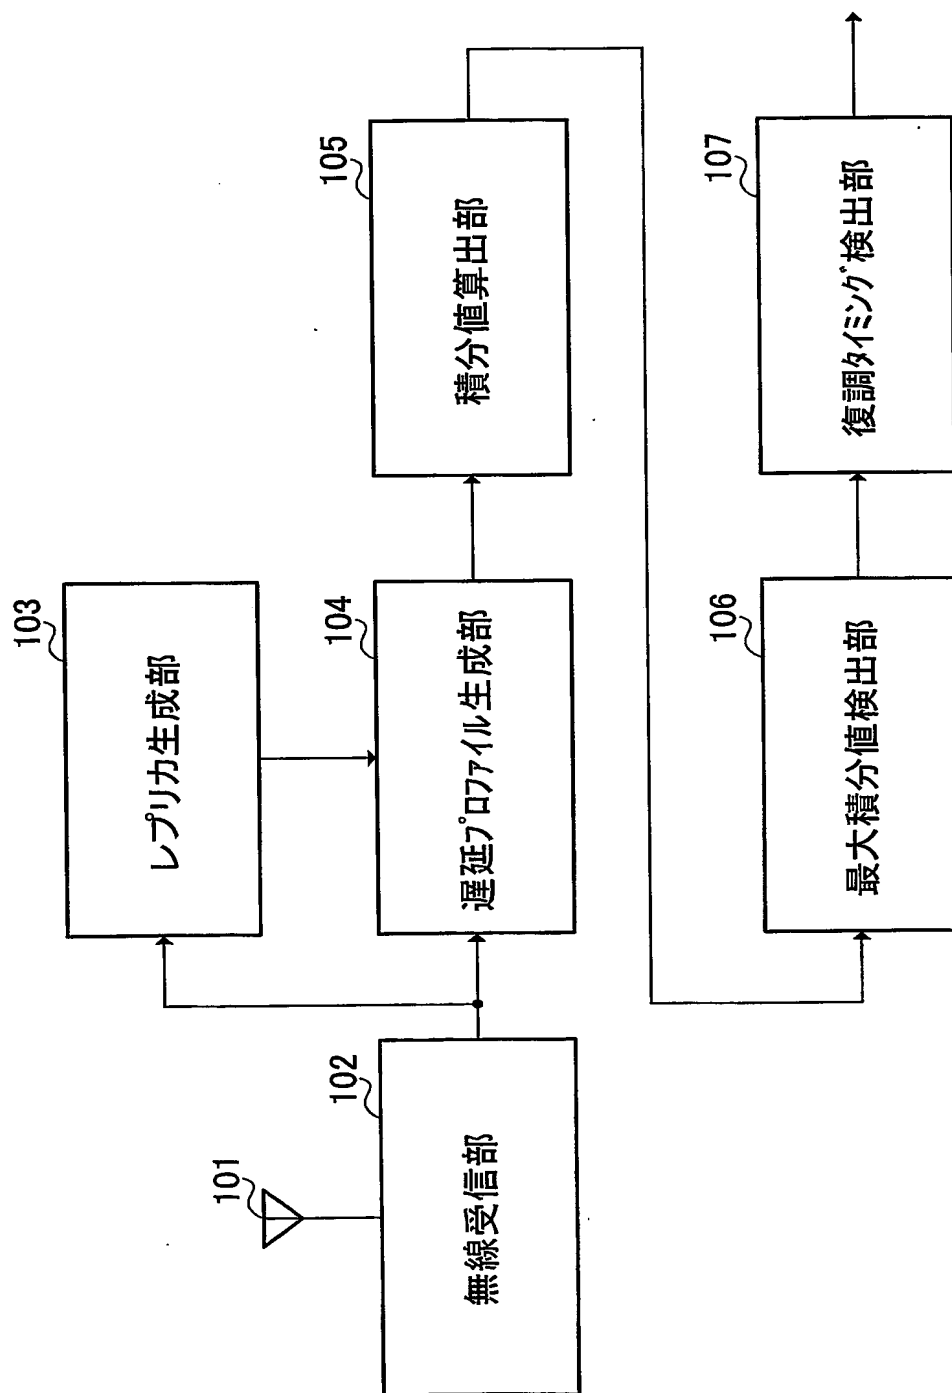 101
102
無線受信部
103
レプリカ生成部
104
遅延プロファイル生成部
105
積分値算出部
106
最大積分値検出部
107
復調タイミング検出部